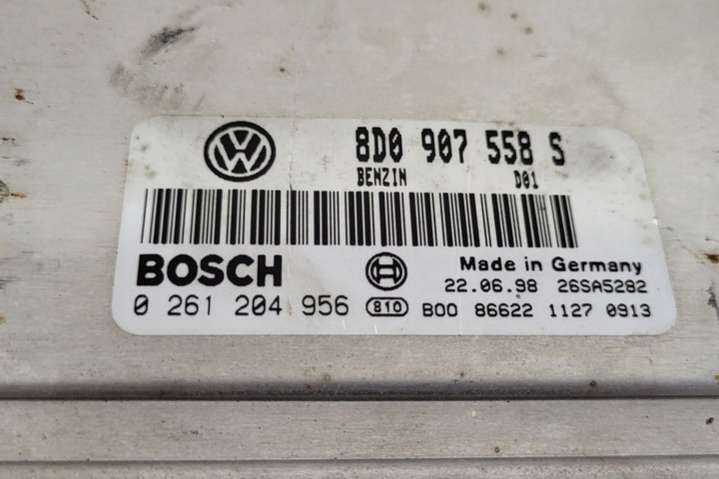 8D0 907 558 S
BENZIN D01
BOSCH
Made in Germany
22.06.98 26SA5282
0 261 204 956 810 B00 86622 1127 0913